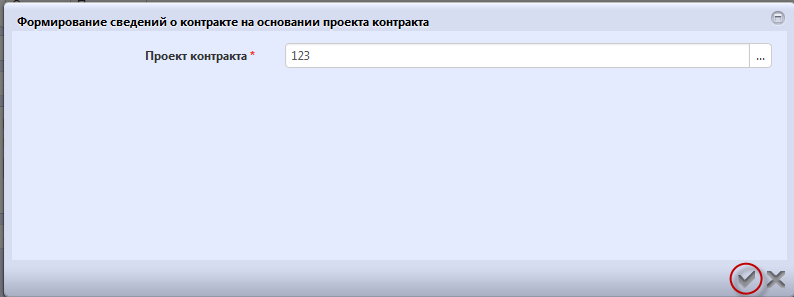 Формирование сведений о контракте на основании проекта контракта
Проект контракта * 123 ...